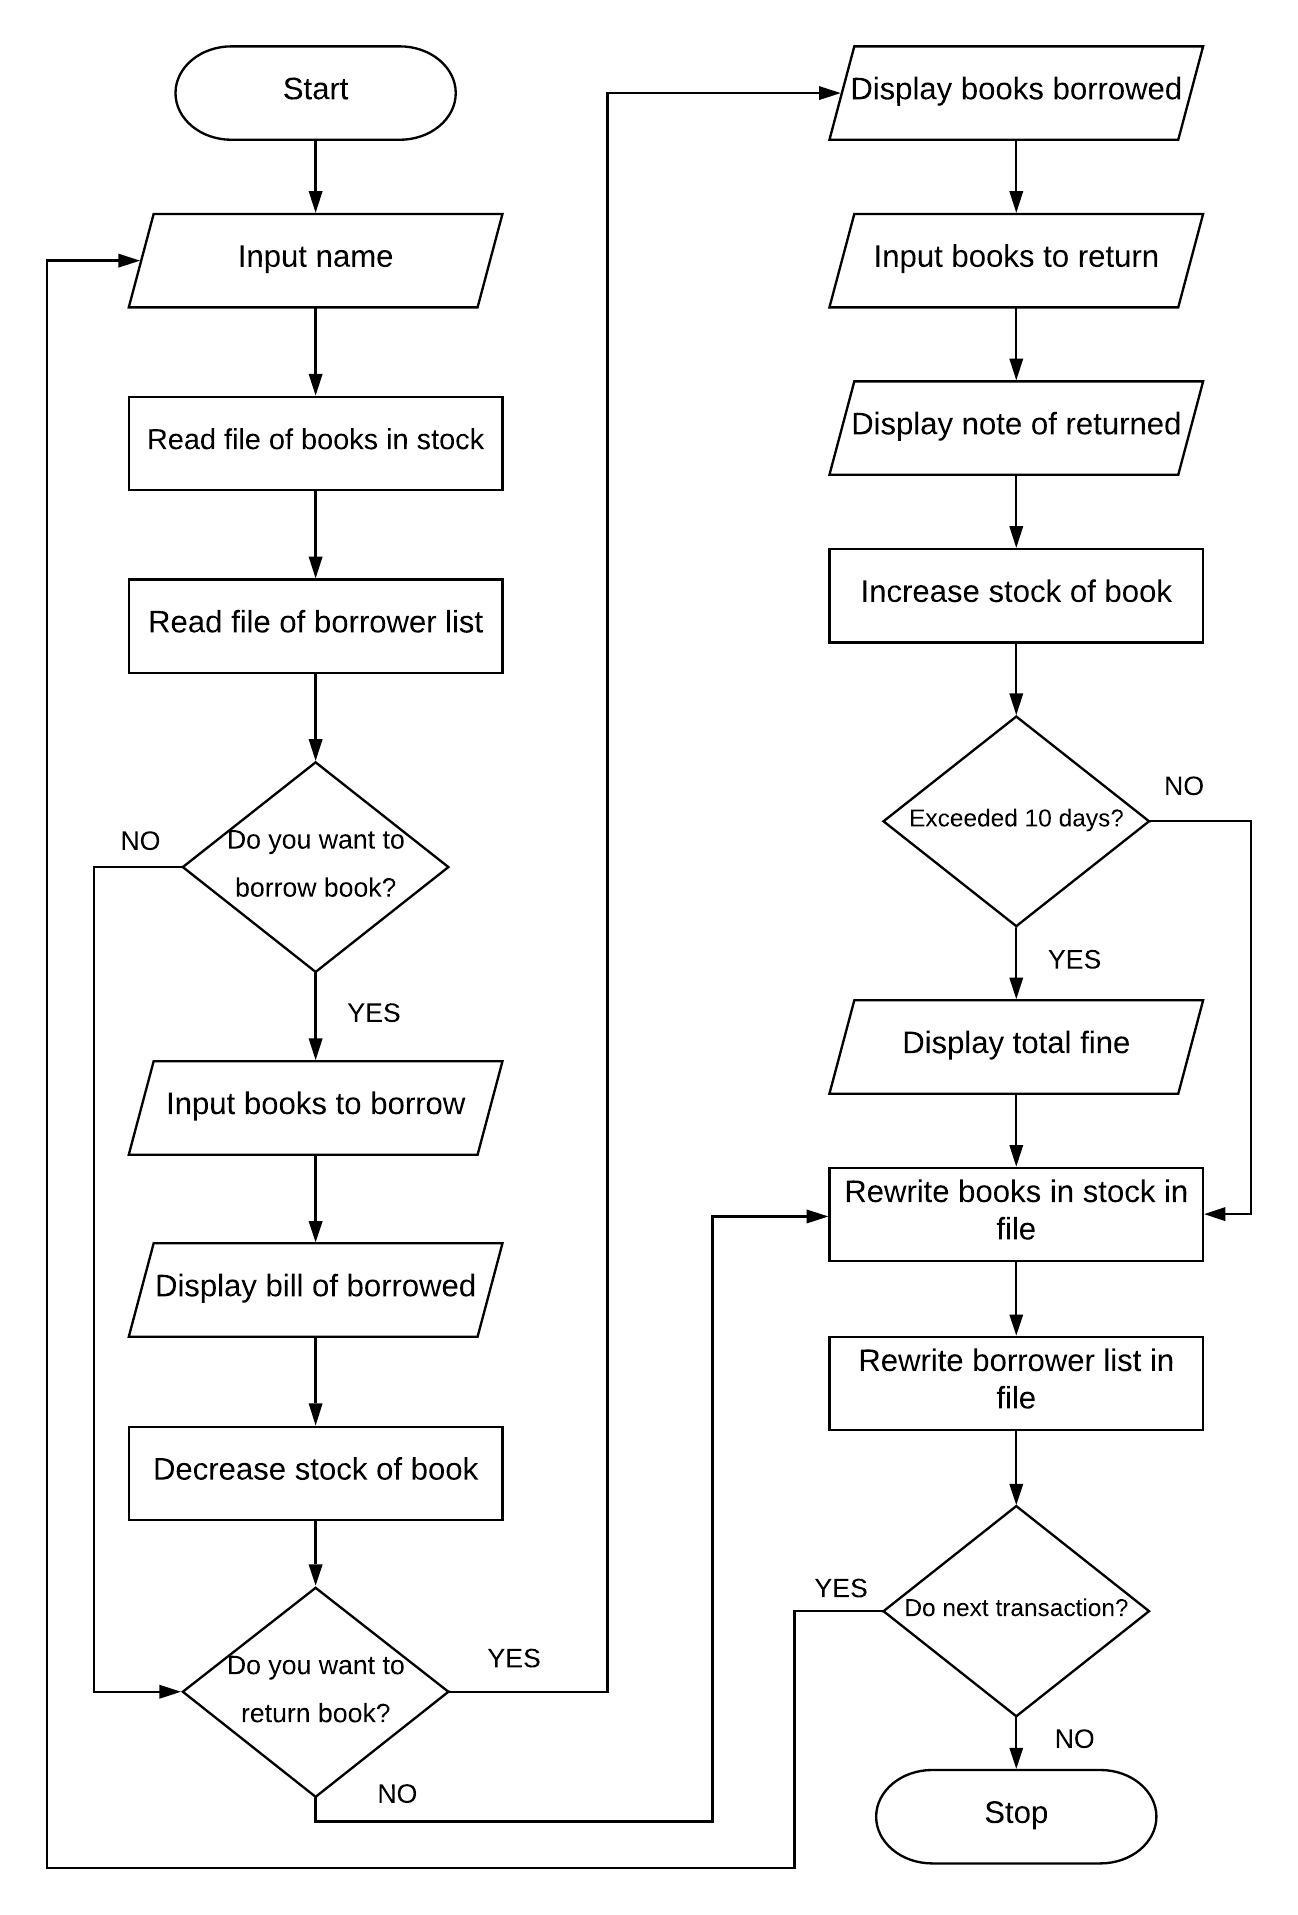 Start
Input name
Read file of books in stock
Read file of borrower list
Do you want to
borrow book?
NO
YES
Input books to borrow
Display bill of borrowed
Decrease stock of book
Do you want to
return book?
YES
NO
Display books borrowed
Input books to return
Display note of returned
Increase stock of book
Exceeded 10 days?
NO
YES
Display total fine
Rewrite books in stock in
file
Rewrite borrower list in
file
Do next transaction?
YES
NO
Stop